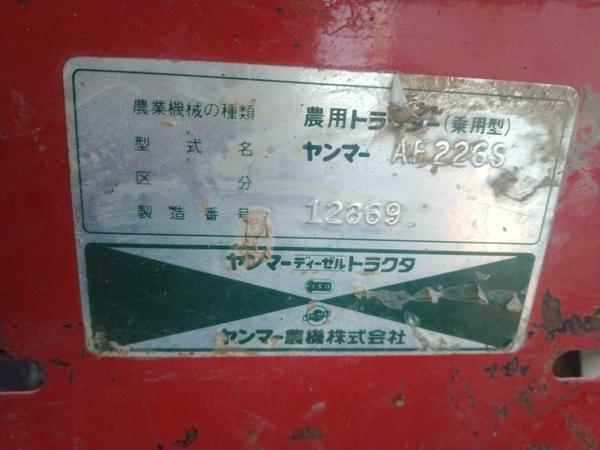 農業機械の種類 農用トラクター(乗用型)
型式名 ヤンマー AF226S
区分
製造番号 12869
ヤンマーディーゼルトラクタ
ISO
ヤンマー農機株式会社